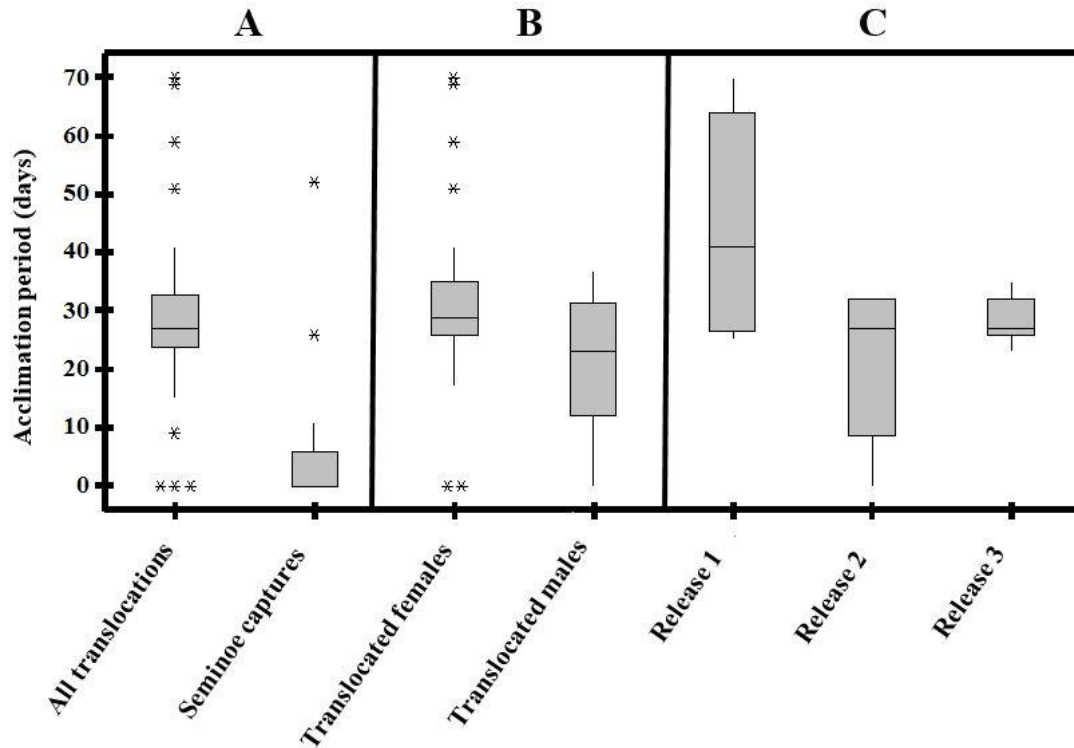 A B C
Acclimation period (days)
70
60
50
40
30
20
10
0
All translocations
Seminoe captures
Translocated females
Translocated males
Release 1
Release 2
Release 3